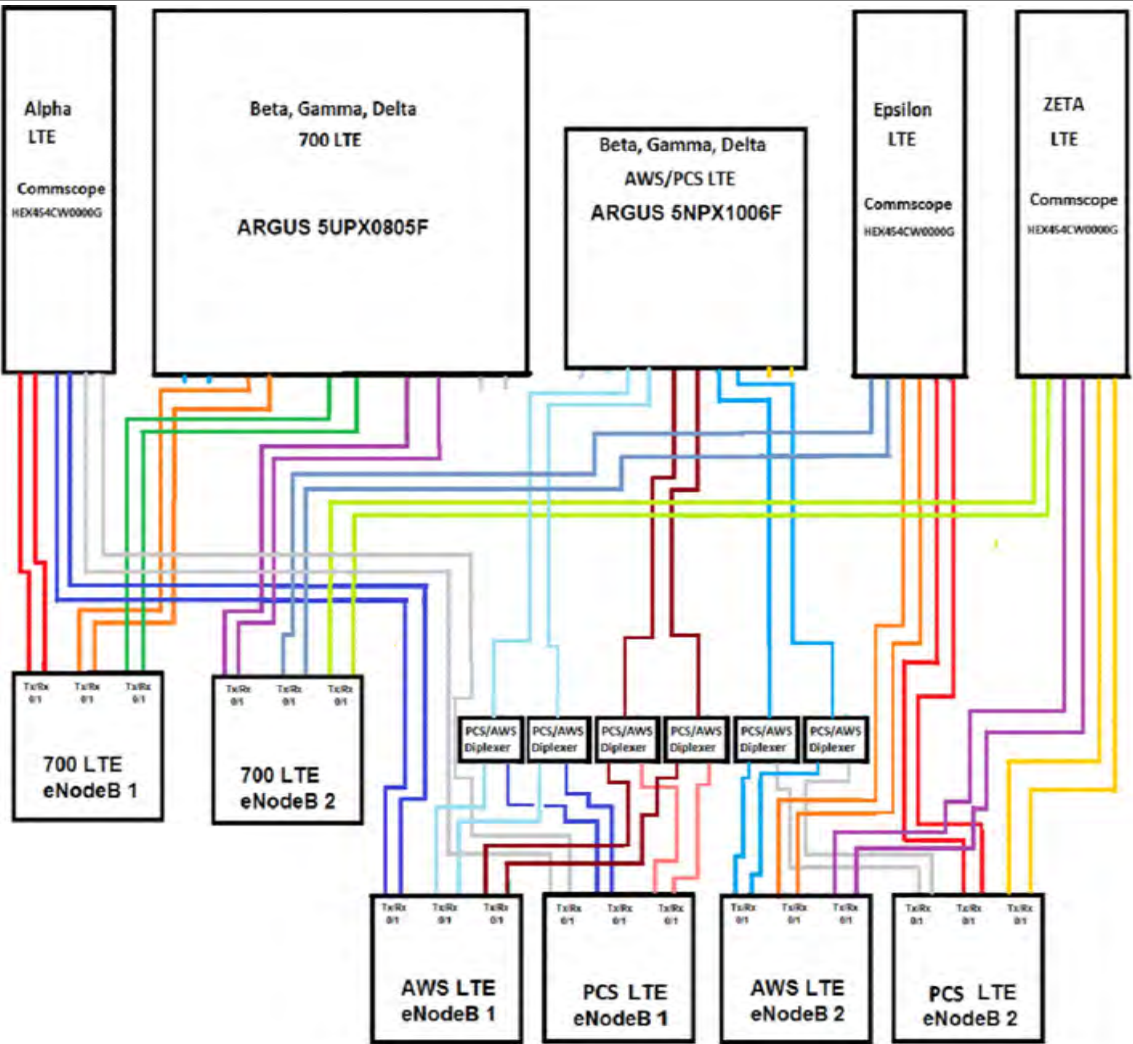 Alpha
LTE
Commscope
HEX454CW0000G
Beta, Gamma, Delta
700 LTE
ARGUS 5UPX0805F
Beta, Gamma, Delta
AWS/PCS LTE
ARGUS 5NPX1006F
Epsilon
LTE
Commscope
HEX454CW0000G
ZETA
LTE
Commscope
HEX454CW0000G
Tx/Rx
0/1
Tx/Rx
0/1
Tx/Rx
0/1
700 LTE
eNodeB 1
Tx/Rx
0/1
Tx/Rx
0/1
Tx/Rx
0/1
700 LTE
eNodeB 2
PCS/AWS
Diplexer
PCS/AWS
Diplexer
PCS/AWS
Diplexer
PCS/AWS
Diplexer
PCS/AWS
Diplexer
PCS/AWS
Diplexer
Tx/Rx
0/1
Tx/Rx
0/1
Tx/Rx
0/1
AWS LTE
eNodeB 1
Tx/Rx
0/1
Tx/Rx
0/1
Tx/Rx
0/1
PCS LTE
eNodeB 1
Tx/Rx
0/1
Tx/Rx
0/1
Tx/Rx
0/1
AWS LTE
eNodeB 2
Tx/Rx
0/1
Tx/Rx
0/1
Tx/Rx
0/1
PCS LTE
eNodeB 2